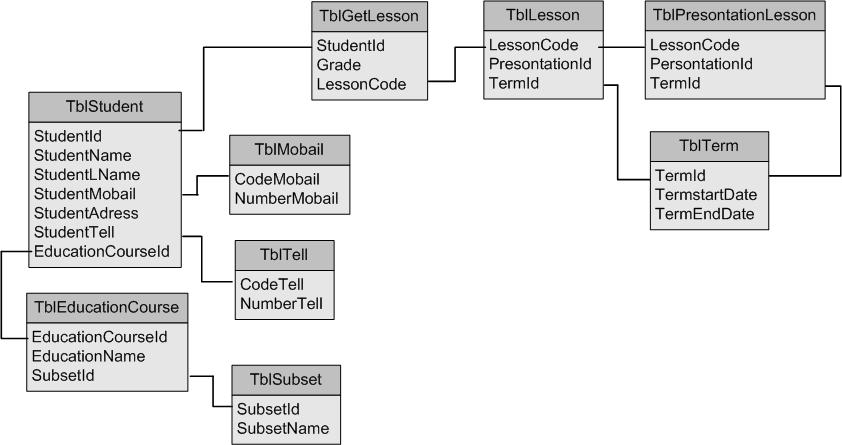 TblGetLesson
StudentId
Grade
LessonCode
TblLesson
LessonCode
PresontationId
TermId
TblPresontationLesson
LessonCode
PersontationId
TermId
TblStudent
StudentId
StudentName
StudentLName
StudentMobail
StudentAdress
StudentTell
EducationCourseId
TblMobail
CodeMobail
NumberMobail
TblTerm
TermId
TermstartDate
TermEndDate
TblTell
CodeTell
NumberTell
TblEducationCourse
EducationCourseId
EducationName
SubsetId
TblSubset
SubsetId
SubsetName